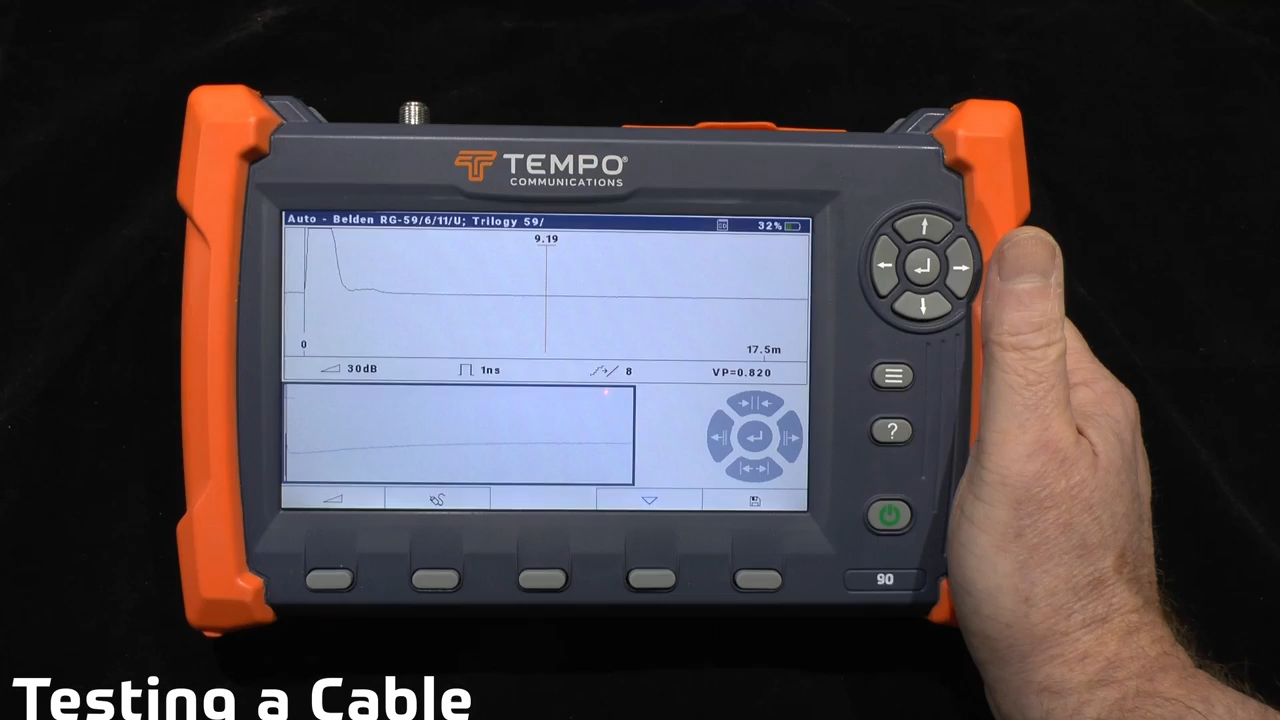 TEMPO®
COMMUNICATIONS
Auto - Belden RG-59/6/11/U; Trilogy 59/
32%
9.19
0
17.5m
30dB
1ns
8
VP=0.820
?
90
Testing a Cable